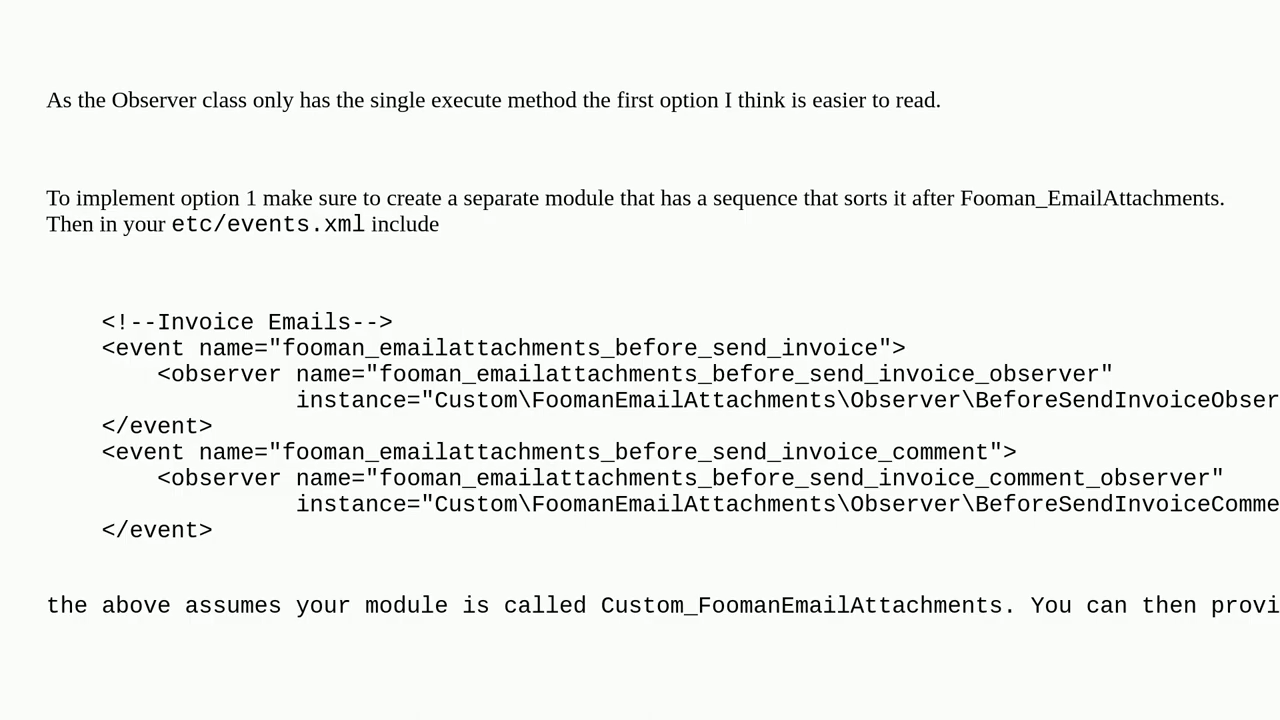 As the Observer class only has the single execute method the first option I think is easier to read.
To implement option 1 make sure to create a separate module that has a sequence that sorts it after Fooman_EmailAttachments.
Then in your etc/events.xml include
<!--Invoice Emails-->
<event name="fooman_emailattachments_before_send_invoice">
<observer name="fooman_emailattachments_before_send_invoice_observer"
instance="Custom\FoomanEmailAttachments\Observer\BeforeSendInvoiceObser
</event>
<event name="fooman_emailattachments_before_send_invoice_comment">
<observer name="fooman_emailattachments_before_send_invoice_comment_observer"
instance="Custom\FoomanEmailAttachments\Observer\BeforeSendInvoiceComme
</event>
the above assumes your module is called Custom_FoomanEmailAttachments. You can then provi